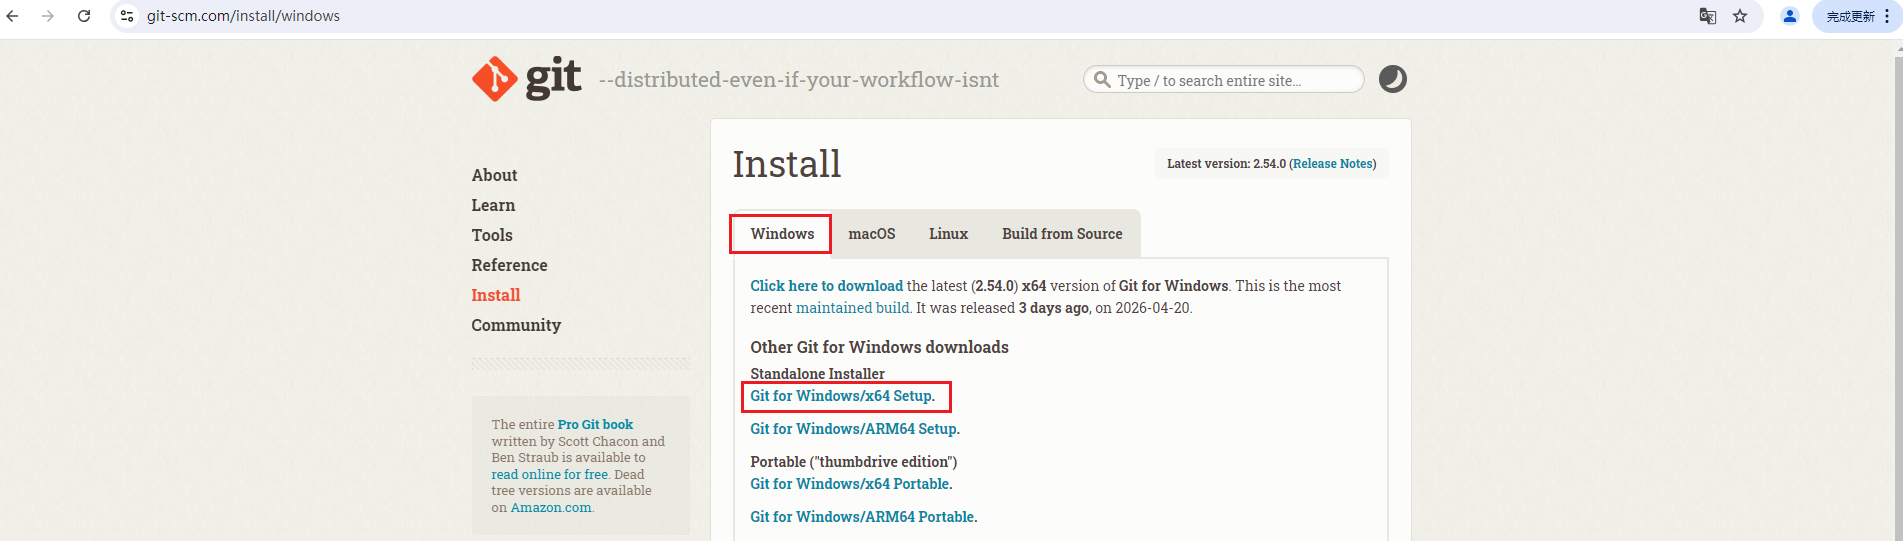 git-scm.com/install/windows
完成更新
git --distributed-even-if-your-workflow-isnt
Type / to search entire site...
About
Learn
Tools
Reference
Install
Community
The entire Pro Git book
written by Scott Chacon and
Ben Straub is available to
read online for free. Dead
tree versions are available
on Amazon.com.
Install
Latest version: 2.54.0 (Release Notes)
Windows macOS Linux Build from Source
Click here to download the latest (2.54.0) x64 version of Git for Windows. This is the most
recent maintained build. It was released 3 days ago, on 2026-04-20.
Other Git for Windows downloads
Standalone Installer
Git for Windows/x64 Setup.
Git for Windows/ARM64 Setup.
Portable ("thumbdrive edition")
Git for Windows/x64 Portable.
Git for Windows/ARM64 Portable.